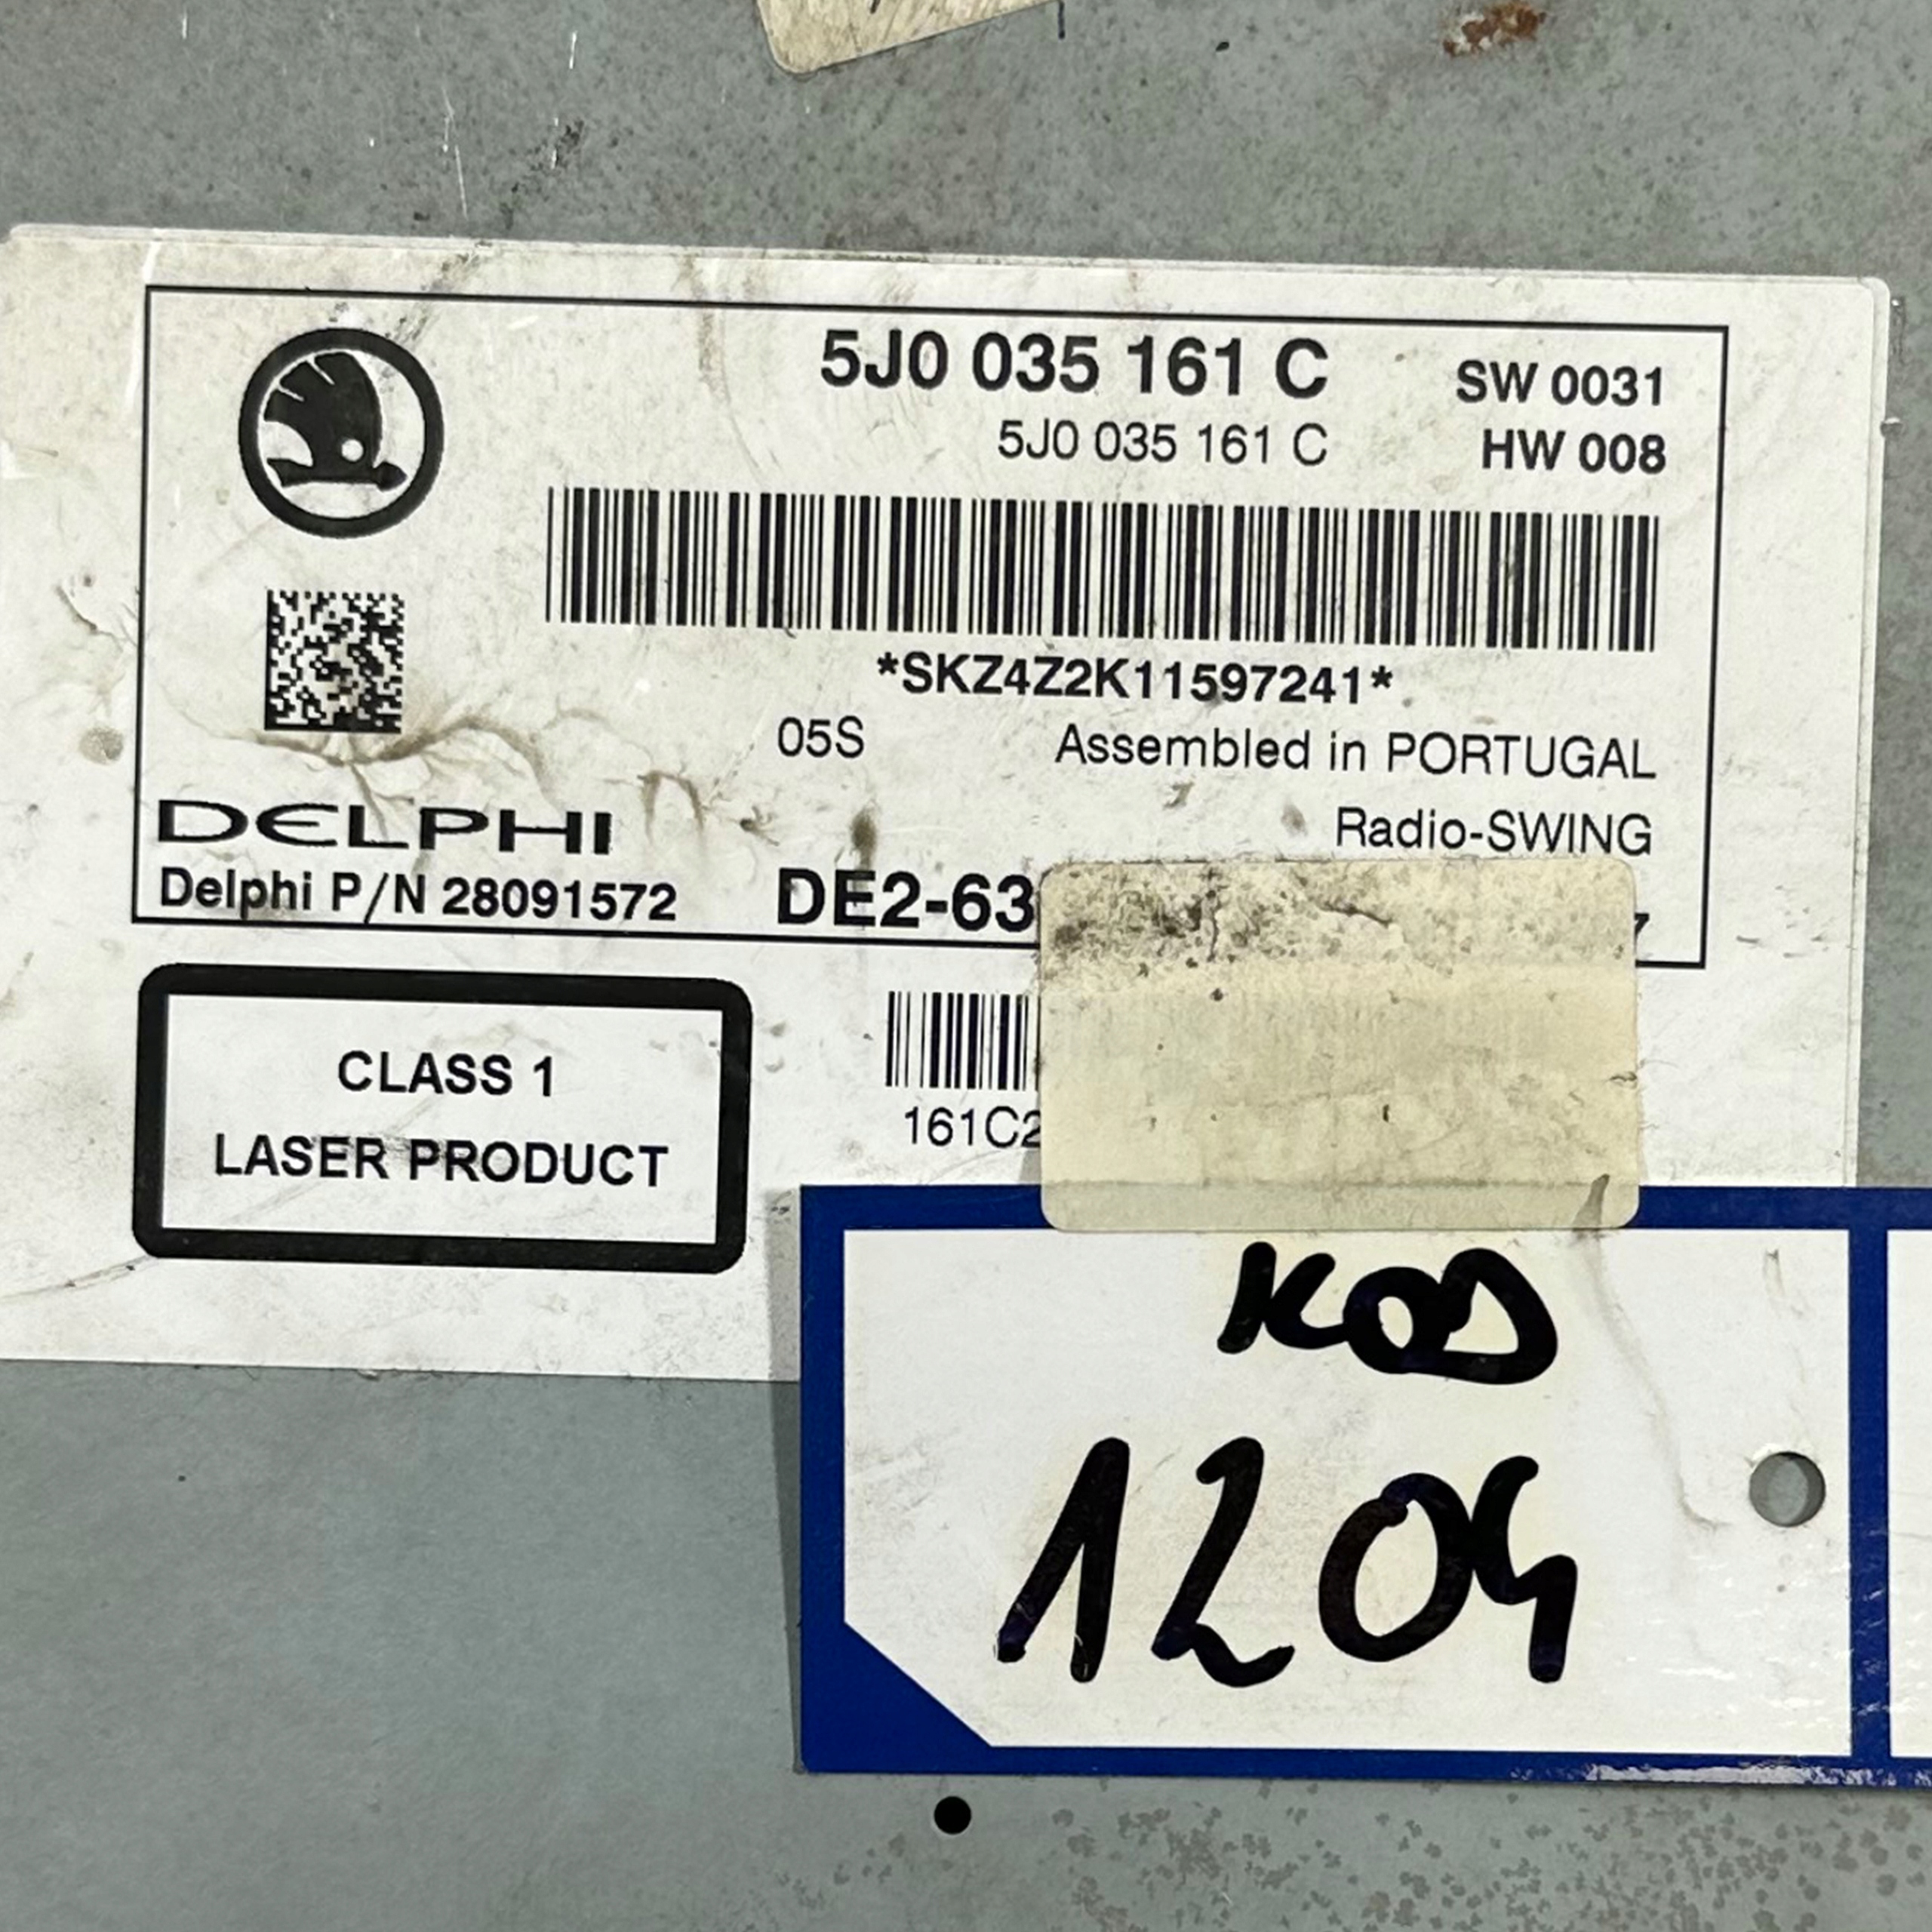 5J0 035 161 C
SW 0031
5J0 035 161 C
HW 008
*SKZ4Z2K11597241*
05S
Assembled in PORTUGAL
Radio-SWING
DELPHI
Delphi P/N 28091572
DE2-63
7
CLASS 1
LASER PRODUCT
161C2
KOD
1204